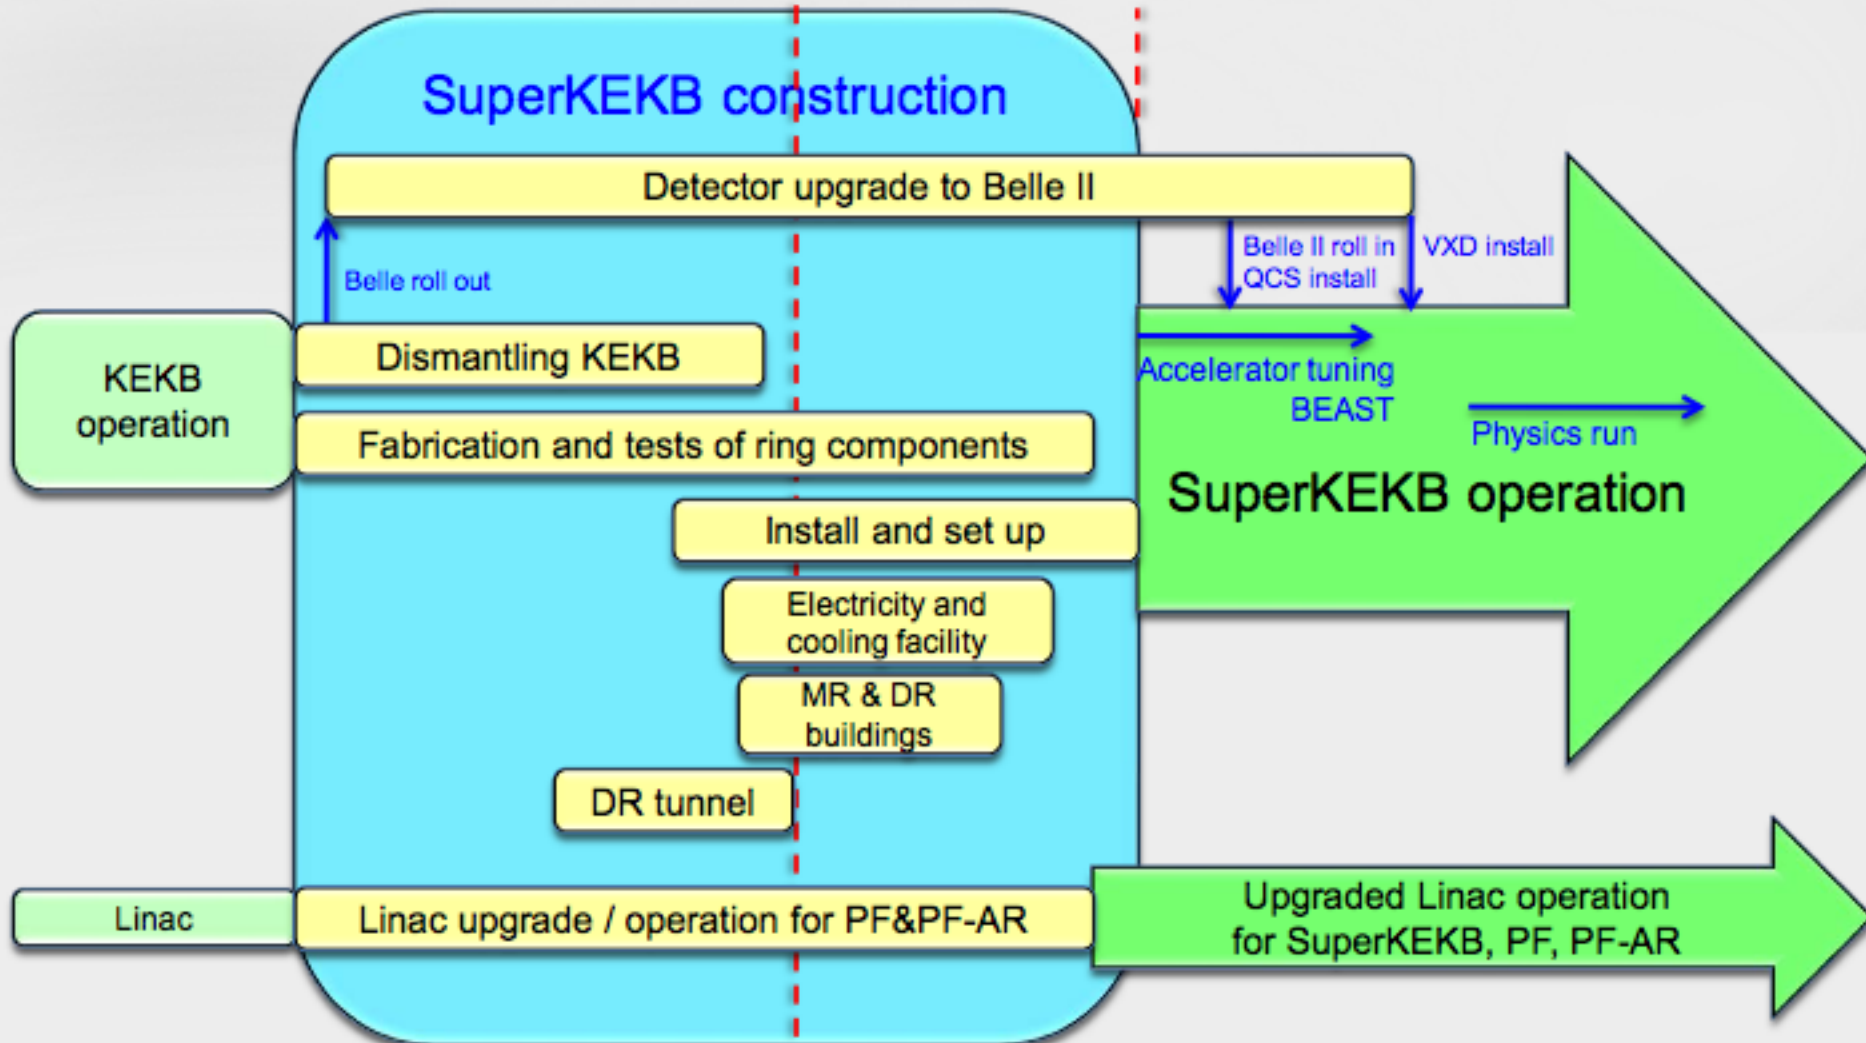 SuperKEKB construction
Detector upgrade to Belle II
Belle roll out
Belle II roll in
QCS install
VXD install
KEKB
operation
Dismantling KEKB
Accelerator tuning
BEAST
Physics run
Fabrication and tests of ring components
SuperKEKB operation
Install and set up
Electricity and
cooling facility
MR & DR
buildings
DR tunnel
Linac
Linac upgrade / operation for PF&PF-AR
Upgraded Linac operation
for SuperKEKB, PF, PF-AR